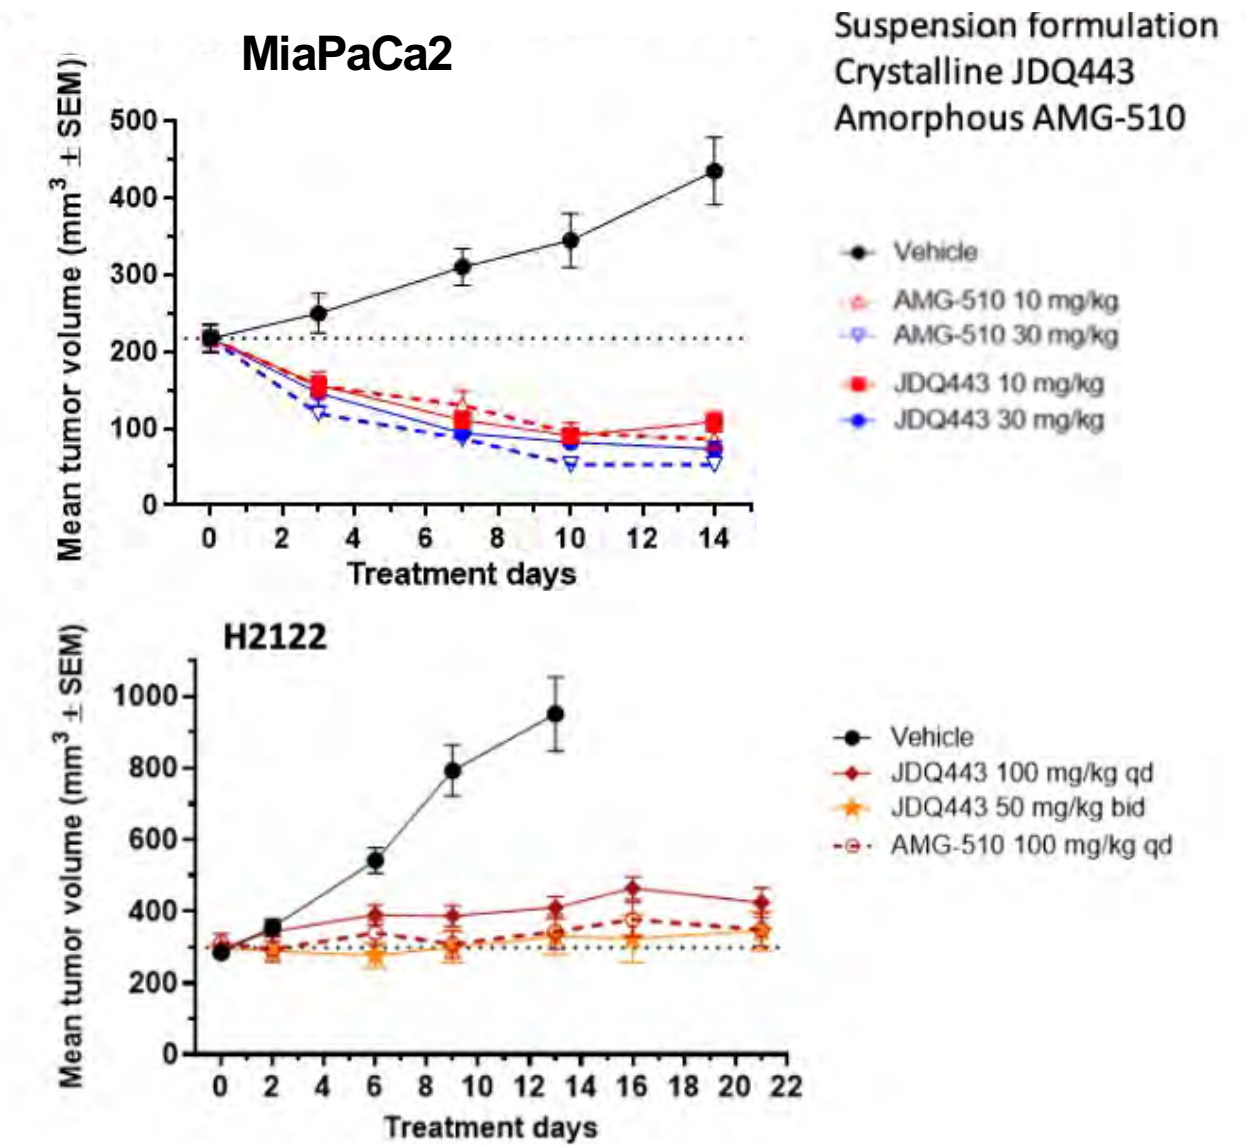 MiaPaCa2
Suspension formulation
Crystalline JDQ443
Amorphous AMG-510
Mean tumor volume (mm³ ± SEM)
500
400
300
200
100
0
0 2 4 6 8 10 12 14
Treatment days
Vehicle
AMG-510 10 mg/kg
AMG-510 30 mg/kg
JDQ443 10 mg/kg
JDQ443 30 mg/kg
H2122
Mean tumor volume (mm³ ± SEM)
1000
800
600
400
200
0
0 2 4 6 8 10 12 14 16 18 20 22
Treatment days
Vehicle
JDQ443 100 mg/kg qd
JDQ443 50 mg/kg bid
AMG-510 100 mg/kg qd